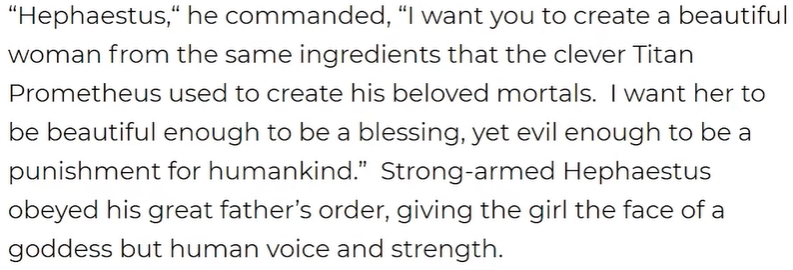 “Hephaestus,“ he commanded, “I want you to create a beautiful
woman from the same ingredients that the clever Titan
Prometheus used to create his beloved mortals.  I want her to
be beautiful enough to be a blessing, yet evil enough to be a
punishment for humankind.”  Strong-armed Hephaestus
obeyed his great father’s order, giving the girl the face of a
goddess but human voice and strength.